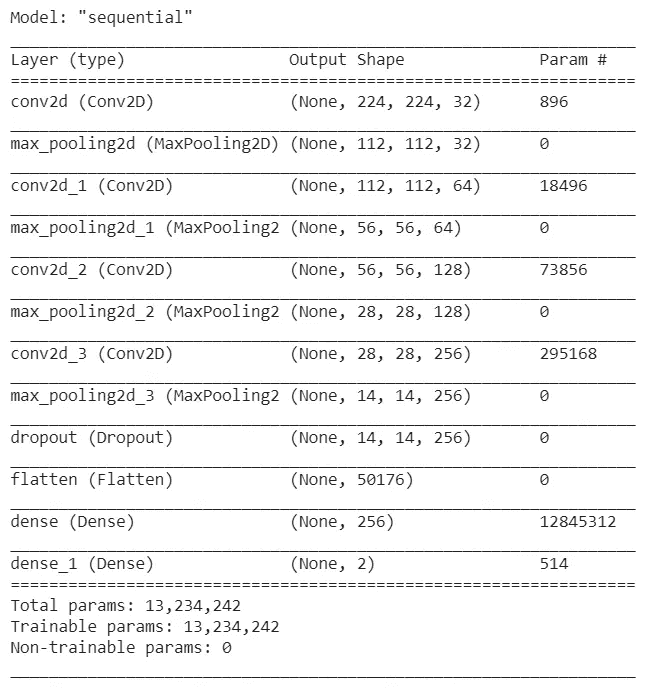 Model: "sequential"
Layer (type) Output Shape Param #
conv2d (Conv2D) (None, 224, 224, 32) 896
max_pooling2d (MaxPooling2D) (None, 112, 112, 32) 0
conv2d_1 (Conv2D) (None, 112, 112, 64) 18496
max_pooling2d_1 (MaxPooling2 (None, 56, 56, 64) 0
conv2d_2 (Conv2D) (None, 56, 56, 128) 73856
max_pooling2d_2 (MaxPooling2 (None, 28, 28, 128) 0
conv2d_3 (Conv2D) (None, 28, 28, 256) 295168
max_pooling2d_3 (MaxPooling2 (None, 14, 14, 256) 0
dropout (Dropout) (None, 14, 14, 256) 0
flatten (Flatten) (None, 50176) 0
dense (Dense) (None, 256) 12845312
dense_1 (Dense) (None, 2) 514
Total params: 13,234,242
Trainable params: 13,234,242
Non-trainable params: 0